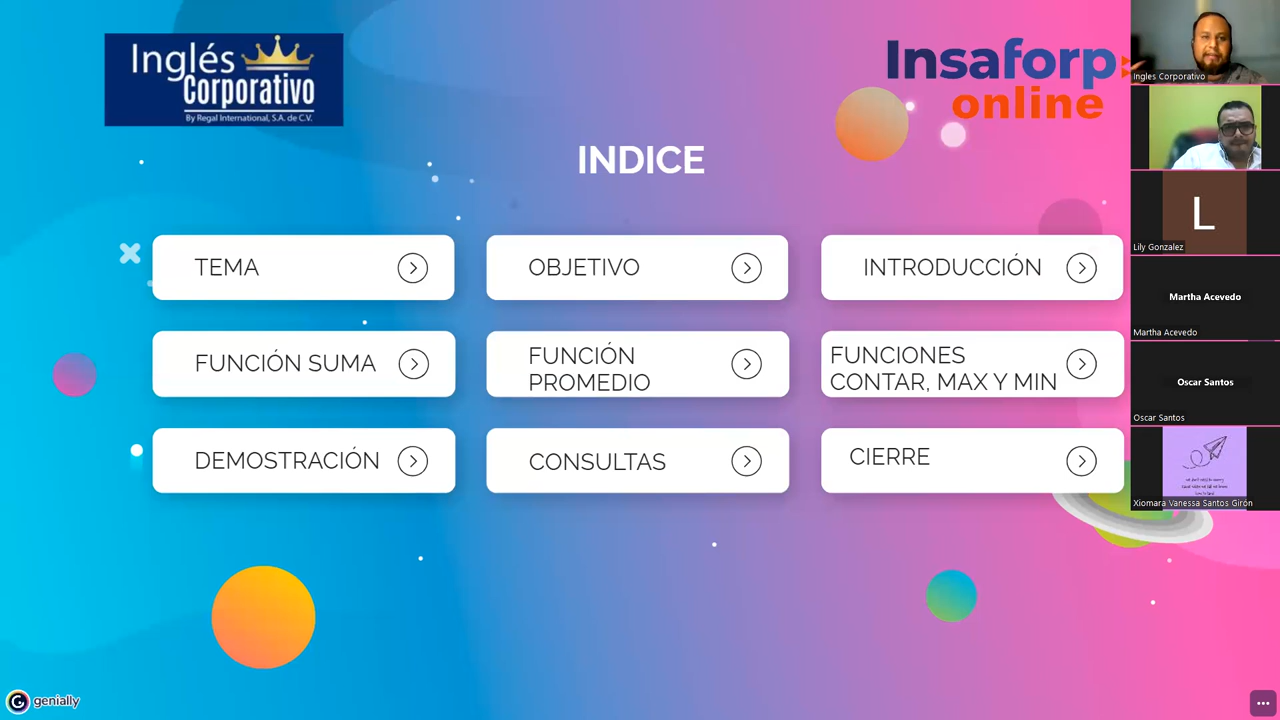 Inglés
Corporativo
By Regal International, S.A. de C.V.
Insaforp
online
INDICE
TEMA
OBJETIVO
INTRODUCCIÓN
FUNCIÓN SUMA
FUNCIÓN
PROMEDIO
FUNCIONES
CONTAR, MAX Y MIN
DEMOSTRACIÓN
CONSULTAS
CIERRE
genially
Ingles Corporativo
L
Lily Gonzalez
Martha Acevedo
Martha Acevedo
Oscar Santos
Oscar Santos
Xiomara Vanessa Santos Girón